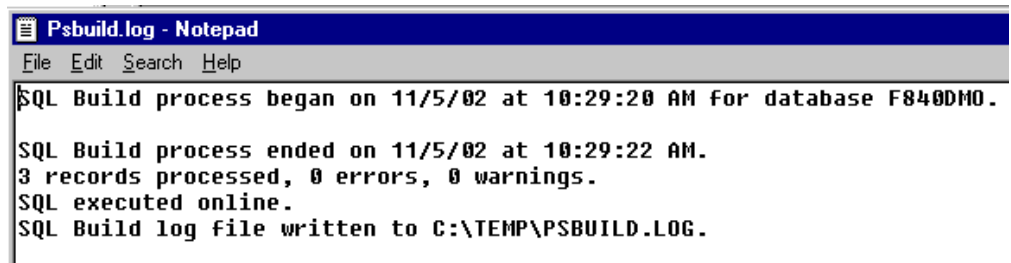 Psbuild.log - Notepad
File Edit Search Help
SQL Build process began on 11/5/02 at 10:29:20 AM for database F840DMO.
SQL Build process ended on 11/5/02 at 10:29:22 AM.
3 records processed, 0 errors, 0 warnings.
SQL executed online.
SQL Build log file written to C:\TEMP\PSBUILD.LOG.